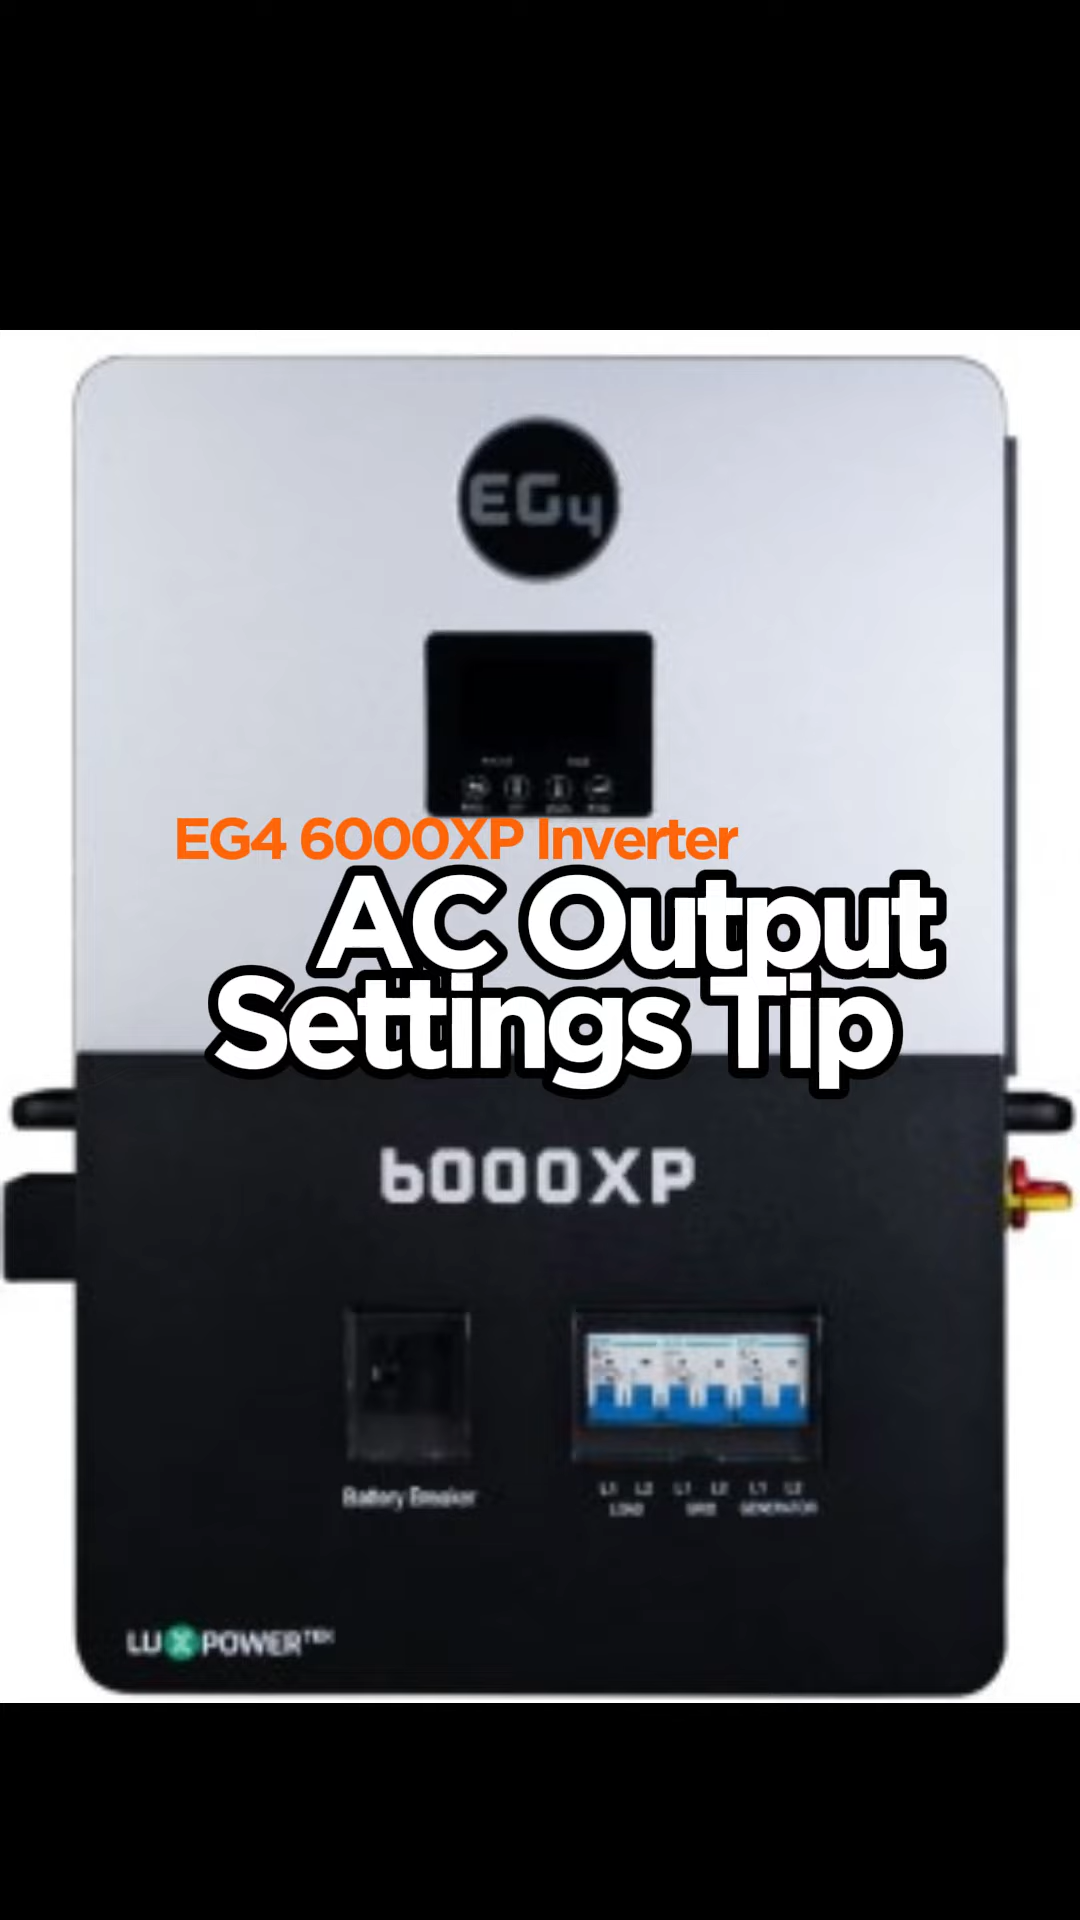 EG4
EG4 6000XP Inverter
AC Output
Settings Tip
6000XP
Battery Breaker
L1 L2 L1 L2 L1 L2
LOAD GRID GENERATOR
LUXPOWERTEK